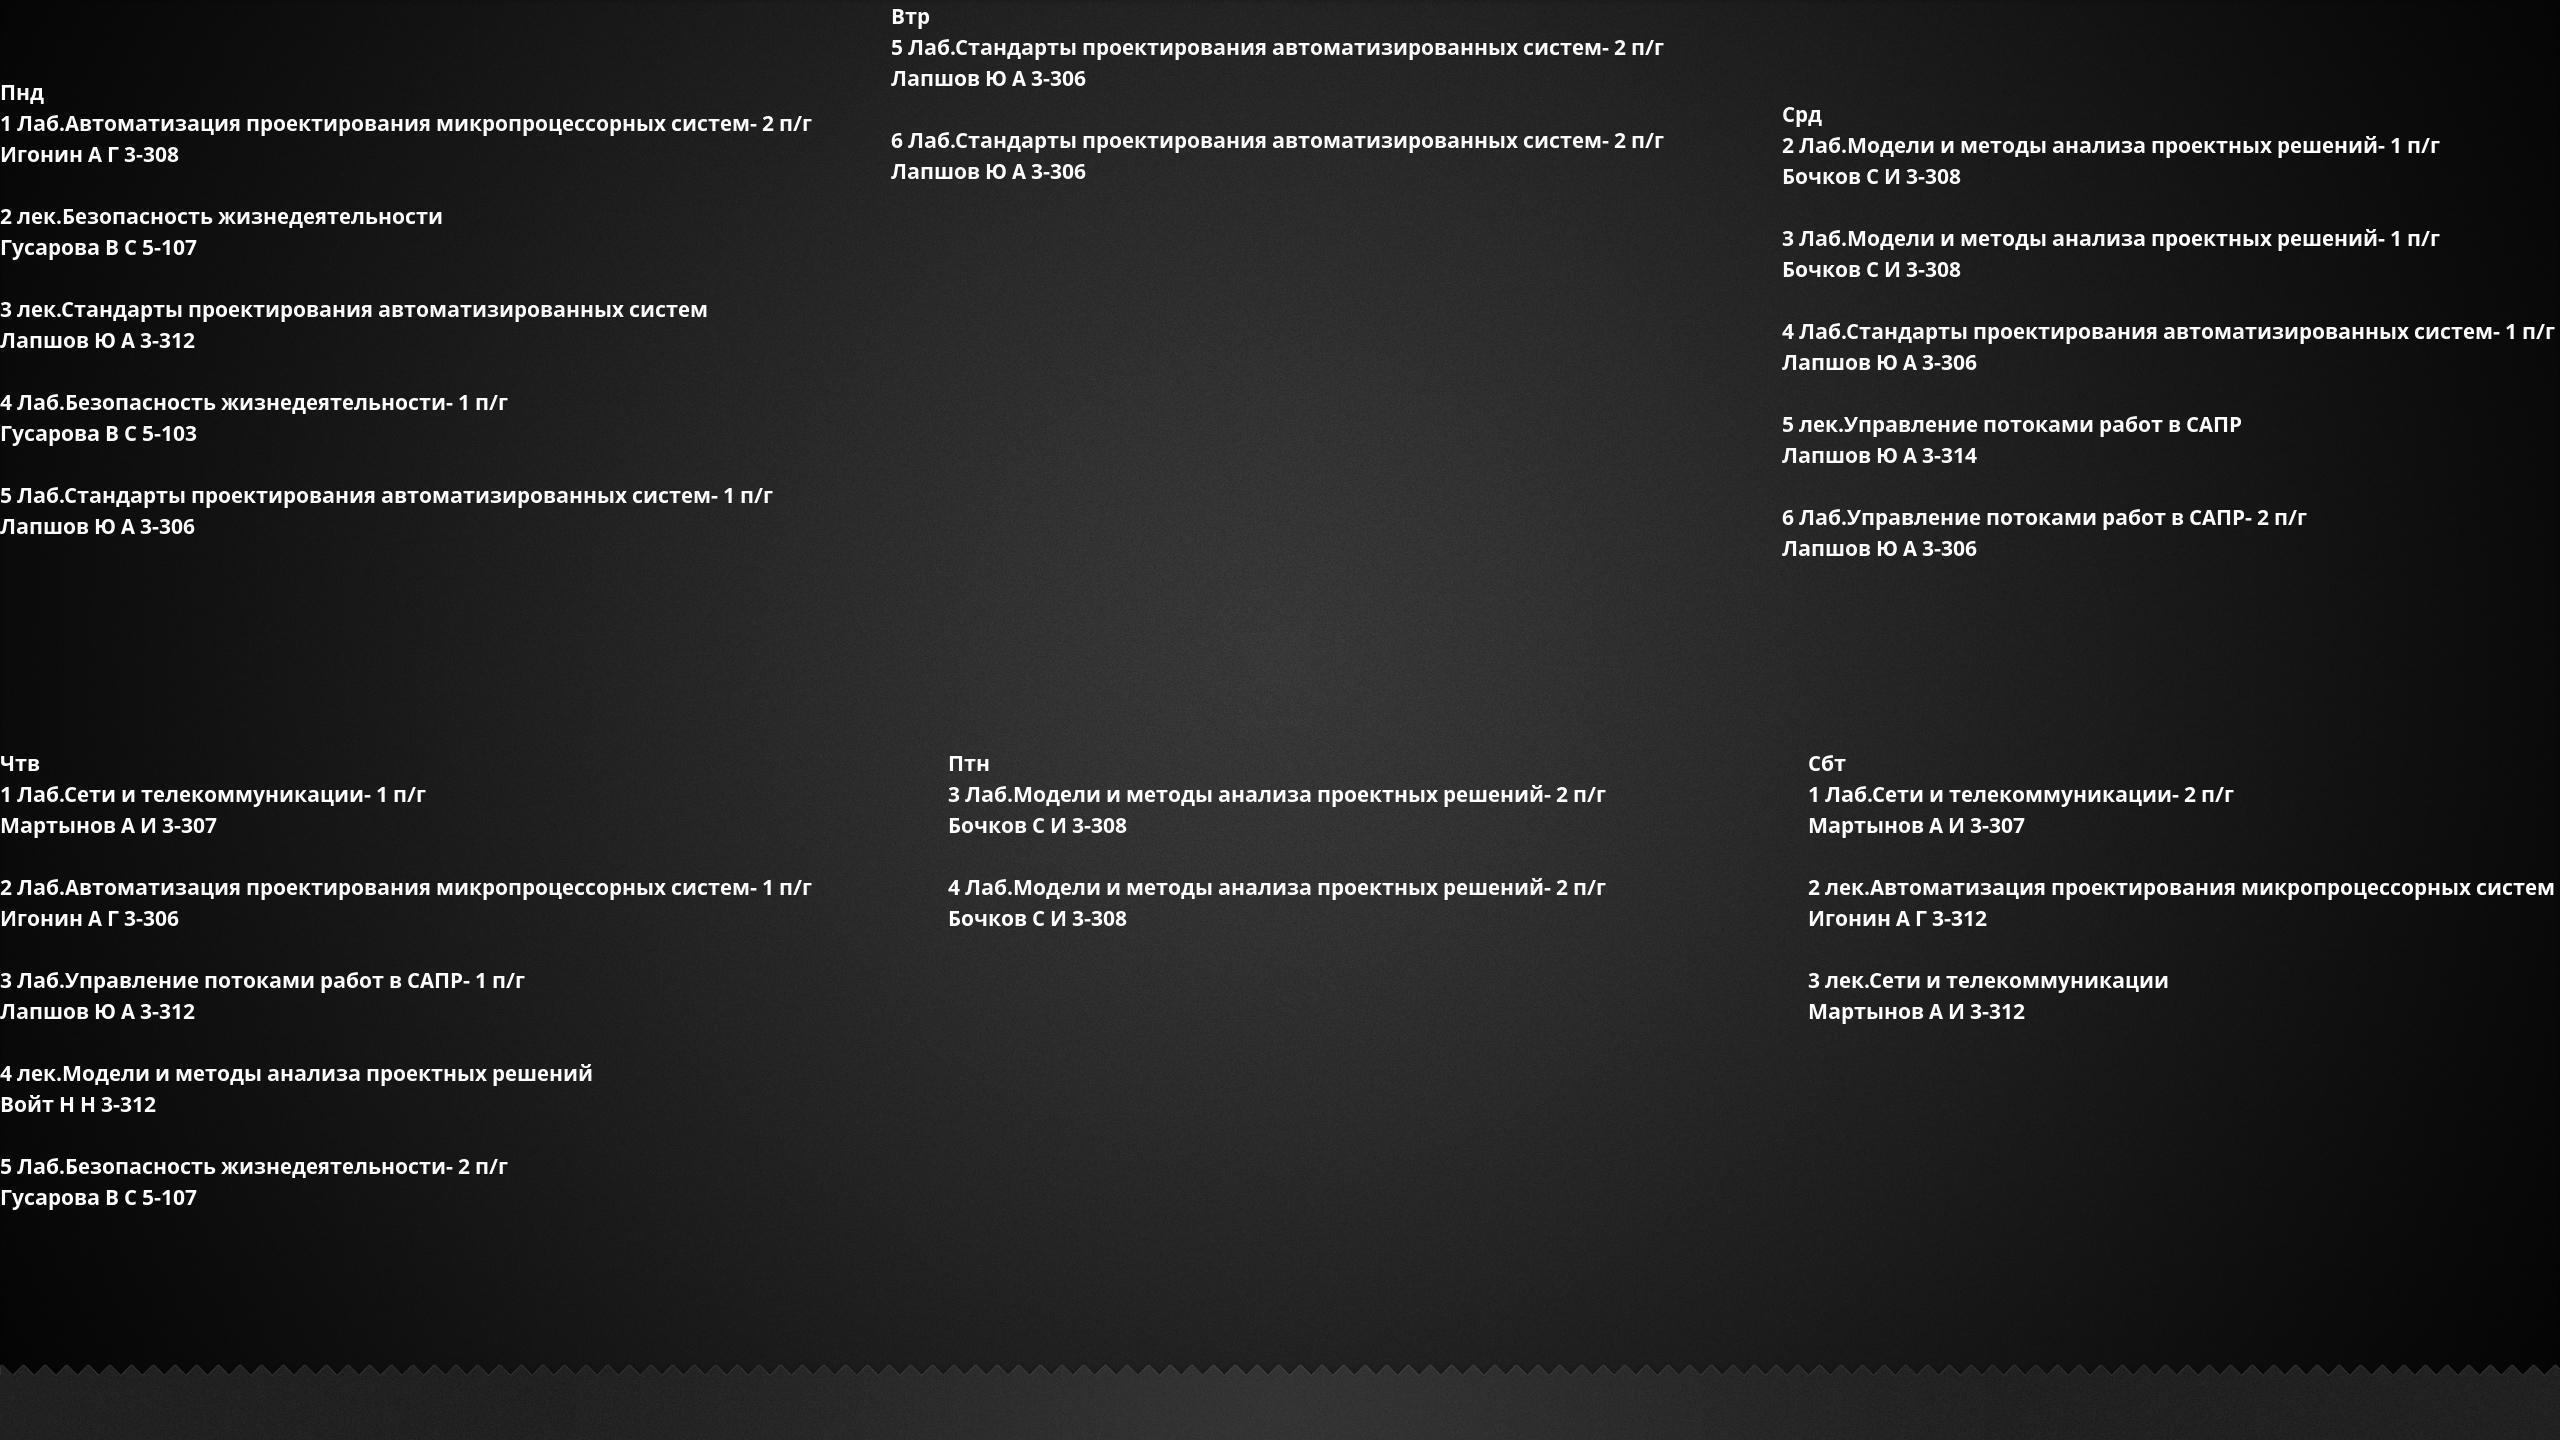 Пнд
1 Лаб.Автоматизация проектирования микропроцессорных систем- 2 п/г
Игонин А Г 3-308
2 лек.Безопасность жизнедеятельности
Гусарова В С 5-107
3 лек.Стандарты проектирования автоматизированных систем
Лапшов Ю А 3-312
4 Лаб.Безопасность жизнедеятельности- 1 п/г
Гусарова В С 5-103
5 Лаб.Стандарты проектирования автоматизированных систем- 1 п/г
Лапшов Ю А 3-306
Втр
5 Лаб.Стандарты проектирования автоматизированных систем- 2 п/г
Лапшов Ю А 3-306
6 Лаб.Стандарты проектирования автоматизированных систем- 2 п/г
Лапшов Ю А 3-306
Срд
2 Лаб.Модели и методы анализа проектных решений- 1 п/г
Бочков С И 3-308
3 Лаб.Модели и методы анализа проектных решений- 1 п/г
Бочков С И 3-308
4 Лаб.Стандарты проектирования автоматизированных систем- 1 п/г
Лапшов Ю А 3-306
5 лек.Управление потоками работ в САПР
Лапшов Ю А 3-314
6 Лаб.Управление потоками работ в САПР- 2 п/г
Лапшов Ю А 3-306
Чтв
1 Лаб.Сети и телекоммуникации- 1 п/г
Мартынов А И 3-307
2 Лаб.Автоматизация проектирования микропроцессорных систем- 1 п/г
Игонин А Г 3-306
3 Лаб.Управление потоками работ в САПР- 1 п/г
Лапшов Ю А 3-312
4 лек.Модели и методы анализа проектных решений
Войт Н Н 3-312
5 Лаб.Безопасность жизнедеятельности- 2 п/г
Гусарова В С 5-107
Птн
3 Лаб.Модели и методы анализа проектных решений- 2 п/г
Бочков С И 3-308
4 Лаб.Модели и методы анализа проектных решений- 2 п/г
Бочков С И 3-308
Сбт
1 Лаб.Сети и телекоммуникации- 2 п/г
Мартынов А И 3-307
2 лек.Автоматизация проектирования микропроцессорных систем
Игонин А Г 3-312
3 лек.Сети и телекоммуникации
Мартынов А И 3-312